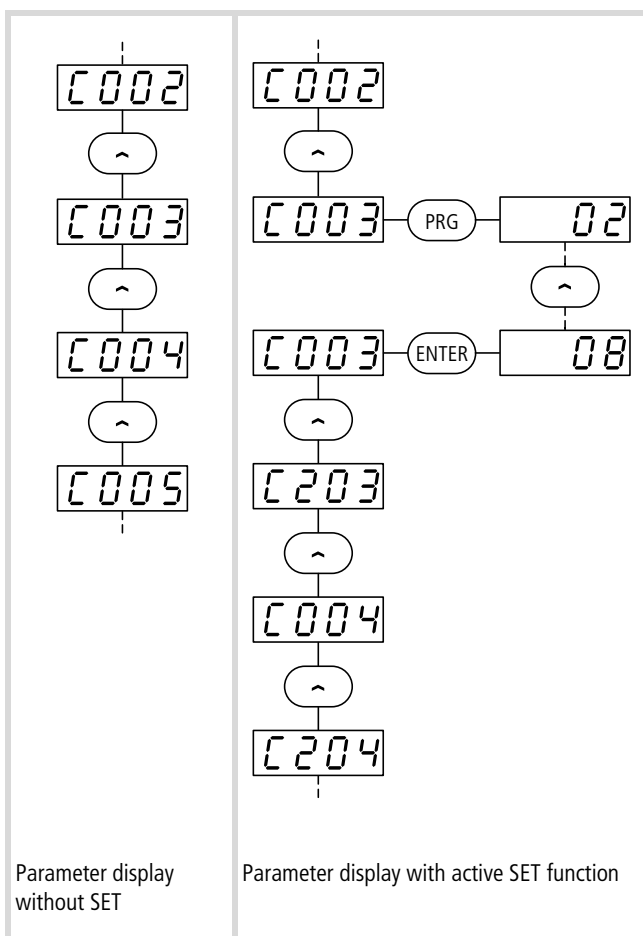 C002
C003
C004
C005
Parameter display
without SET
C002
C003 PRG 02
C003 ENTER 08
C203
C004
C204
Parameter display with active SET function